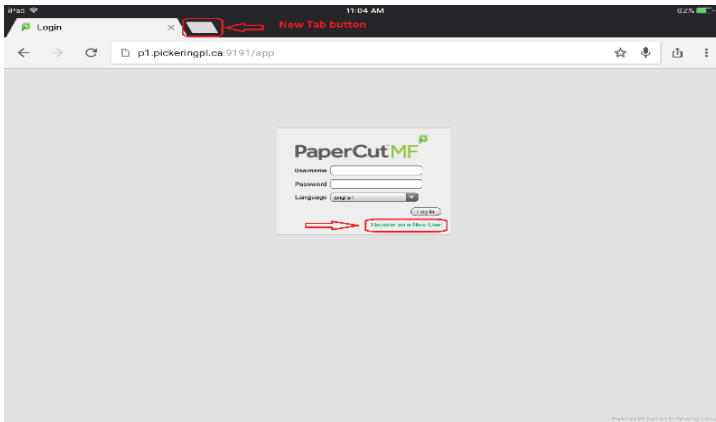 iPad 11:04 AM 62%
Login
New Tab button
p1.pickeringpl.ca:9191/app
PaperCut MF
Username
Password
Language English
Log in
Register as a New User